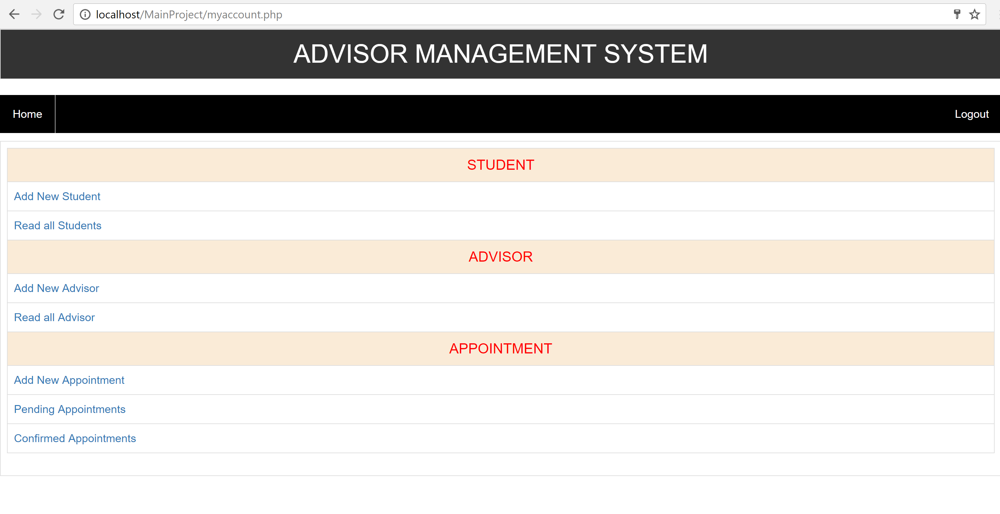 localhost/MainProject/myaccount.php
ADVISOR MANAGEMENT SYSTEM
Home Logout
STUDENT
Add New Student
Read all Students
ADVISOR
Add New Advisor
Read all Advisor
APPOINTMENT
Add New Appointment
Pending Appointments
Confirmed Appointments